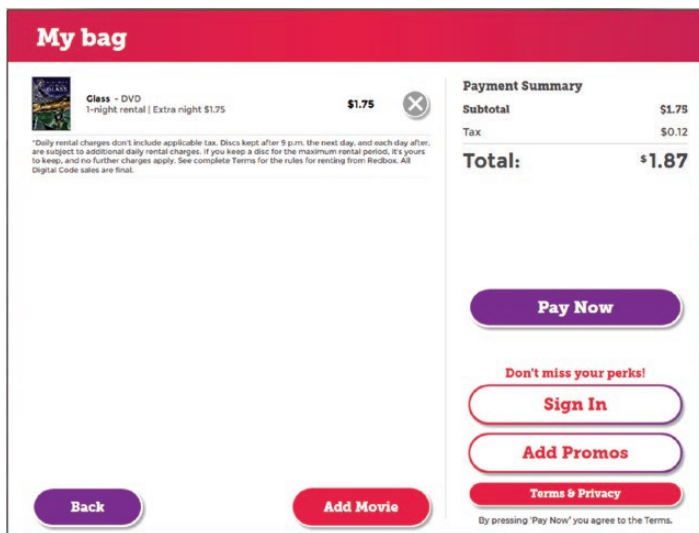 My bag
GLASS
Glass - DVD
1-night rental | Extra night $1.75
$1.75
*Daily rental charges don't include applicable tax. Discs kept after 9 p.m. the next day, and each day after,
are subject to additional daily rental charges. If you keep a disc for the maximum rental period, it's yours
to keep, and no further charges apply. See complete Terms for the rules for renting from Redbox. All
Digital Code sales are final.
Payment Summary
Subtotal $1.75
Tax $0.12
Total: $1.87
Pay Now
Don't miss your perks!
Sign In
Add Promos
Terms & Privacy
By pressing 'Pay Now' you agree to the Terms.
Back
Add Movie